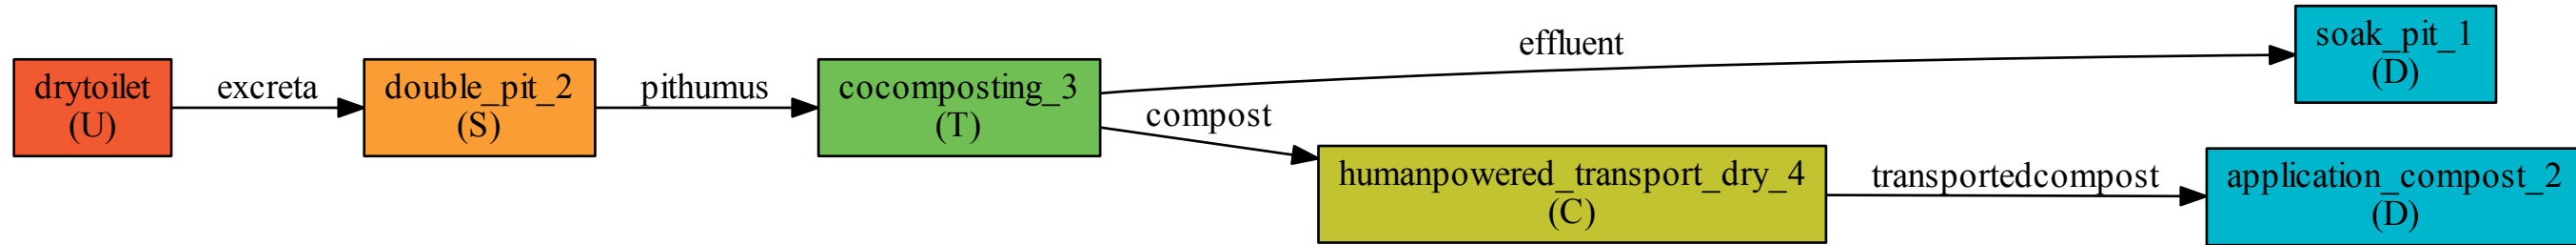 drytoilet
(U)
excreta
double_pit_2
(S)
pithumus
cocomposting_3
(T)
effluent
compost
soak_pit_1
(D)
humanpowered_transport_dry_4
(C)
transportedcompost
application_compost_2
(D)